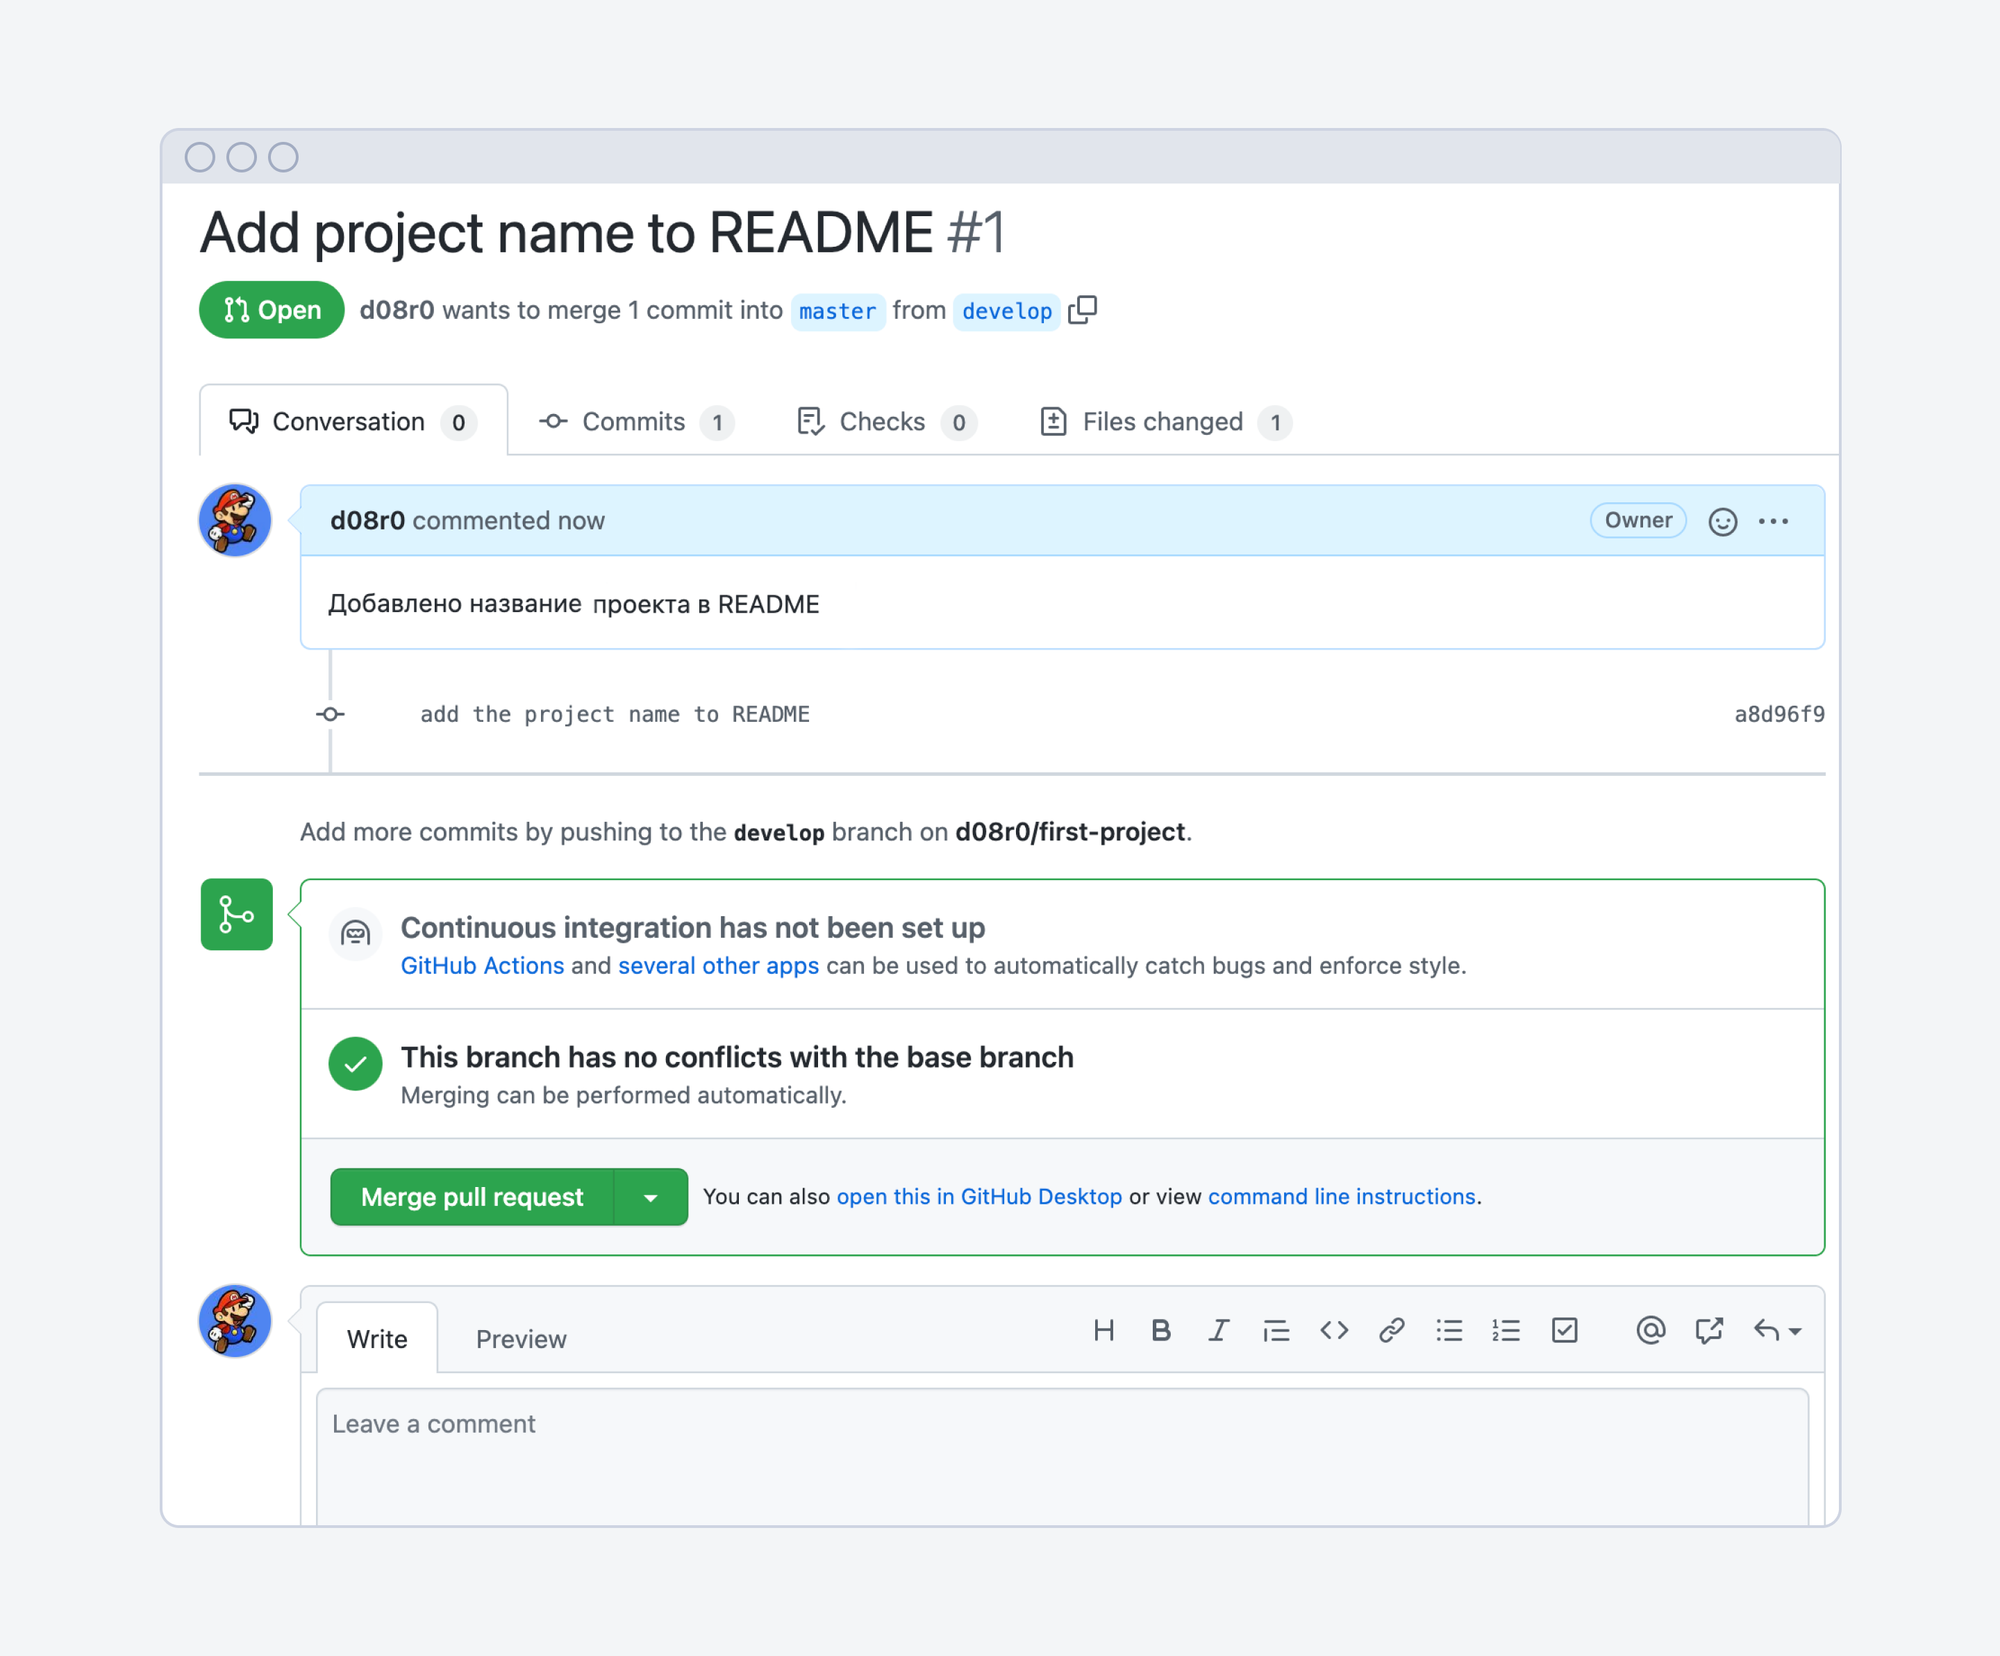 Add project name to README #1
Open d08r0 wants to merge 1 commit into master from develop
Conversation 0 Commits 1 Checks 0 Files changed 1
d08r0 commented now Owner
Добавлено название проекта в README
add the project name to README a8d96f9
Add more commits by pushing to the develop branch on d08r0/first-project.
Continuous integration has not been set up
GitHub Actions and several other apps can be used to automatically catch bugs and enforce style.
This branch has no conflicts with the base branch
Merging can be performed automatically.
Merge pull request You can also open this in GitHub Desktop or view command line instructions.
Write Preview
Leave a comment